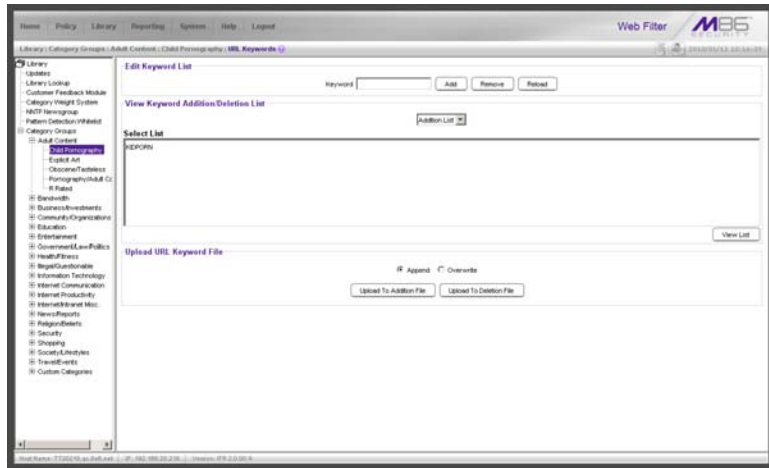 Home Policy Library Reporting System Help Logout
Web Filter
M86
SECURITY
Library : Category Groups : Adult Content : Child Pornography : URL Keywords
Library
Updates
Library Lookup
Customer Feedback Module
Category Weight System
NNTP Newsgroup
Pattern Detection Whitelist
Category Groups
Adult Content
Child Pornography
Explicit Art
Obscene/Tasteless
Pornography/Adult Co
R Rated
Bandwidth
Business/Investments
Community/Organizations
Education
Entertainment
Government/Law/Politics
Health/Fitness
Illegal/Questionable
Information Technology
Internet Communication
Internet Productivity
Internet/Intranet Misc.
News/Reports
Religion/Beliefs
Security
Shopping
Society/Lifestyles
Travel/Events
Custom Categories
Edit Keyword List
Keyword Add Remove Reload
View Keyword Addition/Deletion List
Addition List
Select List
KIDPORN
View List
Upload URL Keyword File
Append Overwrite
Upload To Addition File Upload To Deletion File